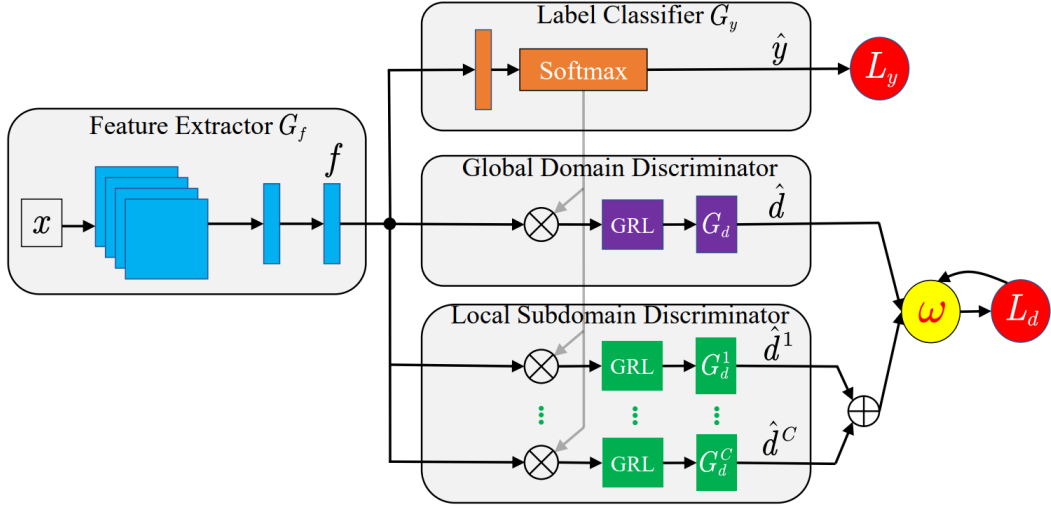 Label Classifier G_y
Softmax
ŷ
L_y
Feature Extractor G_f
x
f
Global Domain Discriminator
GRL
G_d
d̂
ω
L_d
Local Subdomain Discriminator
GRL
G_d^1
d̂^1
GRL
G_d^C
d̂^C